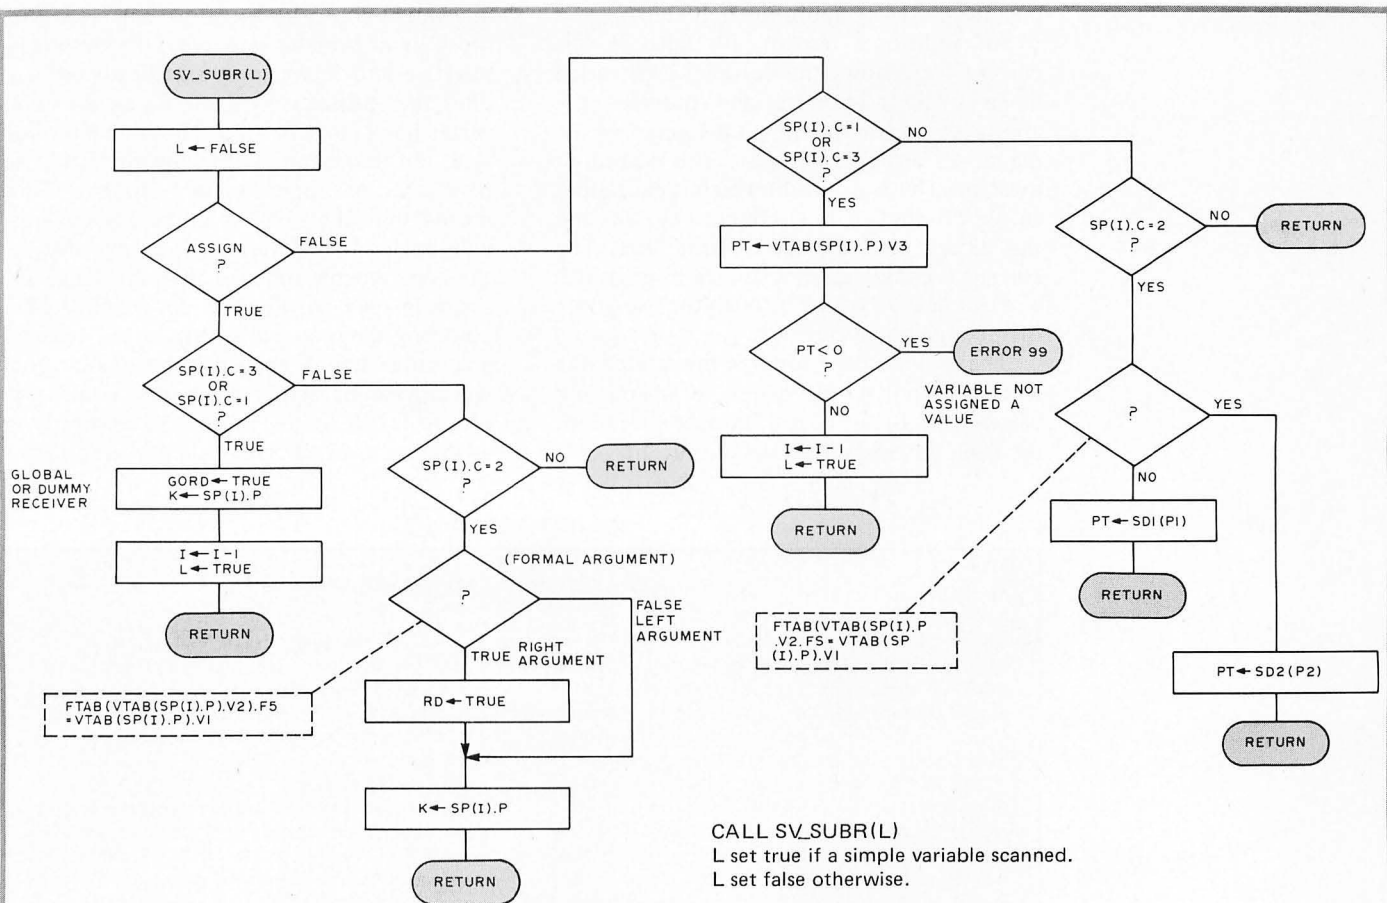 SV_SUBR(L)
L←FALSE
ASSIGN
?
FALSE
TRUE
SP(I).C=3
OR
SP(I).C=1
?
FALSE
TRUE
GLOBAL
OR DUMMY
RECEIVER
GORD←TRUE
K←SP(I).P
I←I-1
L←TRUE
RETURN
SP(I).C=2
?
NO
RETURN
YES
(FORMAL ARGUMENT)
?
FALSE
LEFT
ARGUMENT
TRUE
RIGHT
ARGUMENT
FTAB(VTAB(SP(I).P).V2).F5
=VTAB(SP(I).P).V1
RD←TRUE
K←SP(I).P
RETURN
SP(I).C=1
OR
SP(I).C=3
?
NO
YES
PT←VTAB(SP(I).P) V3
PT<0
?
YES
ERROR 99
VARIABLE NOT
ASSIGNED A
VALUE
NO
I←I-1
L←TRUE
RETURN
SP(I).C=2
?
NO
RETURN
YES
?
YES
NO
PT←SD1(P1)
RETURN
FTAB(VTAB(SP(I).P
.V2.FS=VTAB(SP
(I).P).V1
PT←SD2(P2)
RETURN
CALL SV_SUBR(L)
L set true if a simple variable scanned.
L set false otherwise.